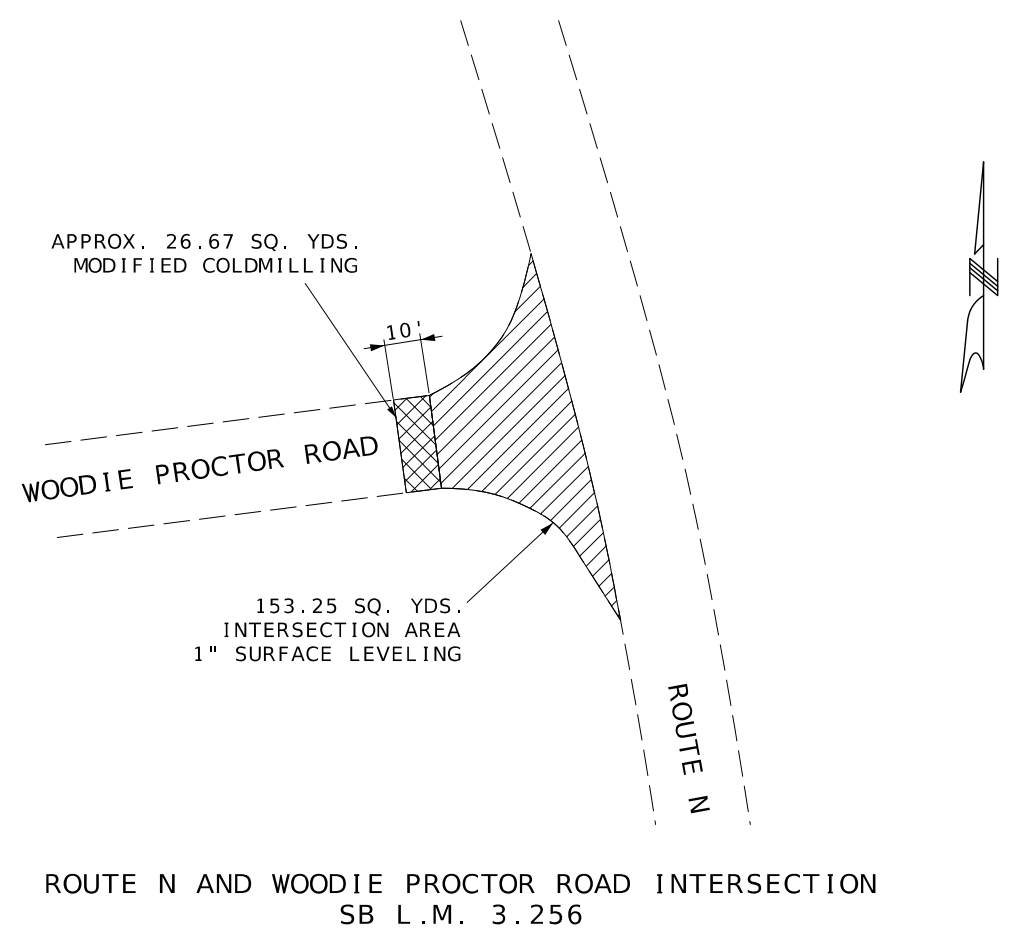 APPROX. 26.67 SQ. YDS.
MODIFIED COLDMILLING
10'
WOODIE PROCTOR ROAD
153.25 SQ. YDS.
INTERSECTION AREA
1" SURFACE LEVELING
ROUTE N
N
ROUTE N AND WOODIE PROCTOR ROAD INTERSECTION
SB L.M. 3.256